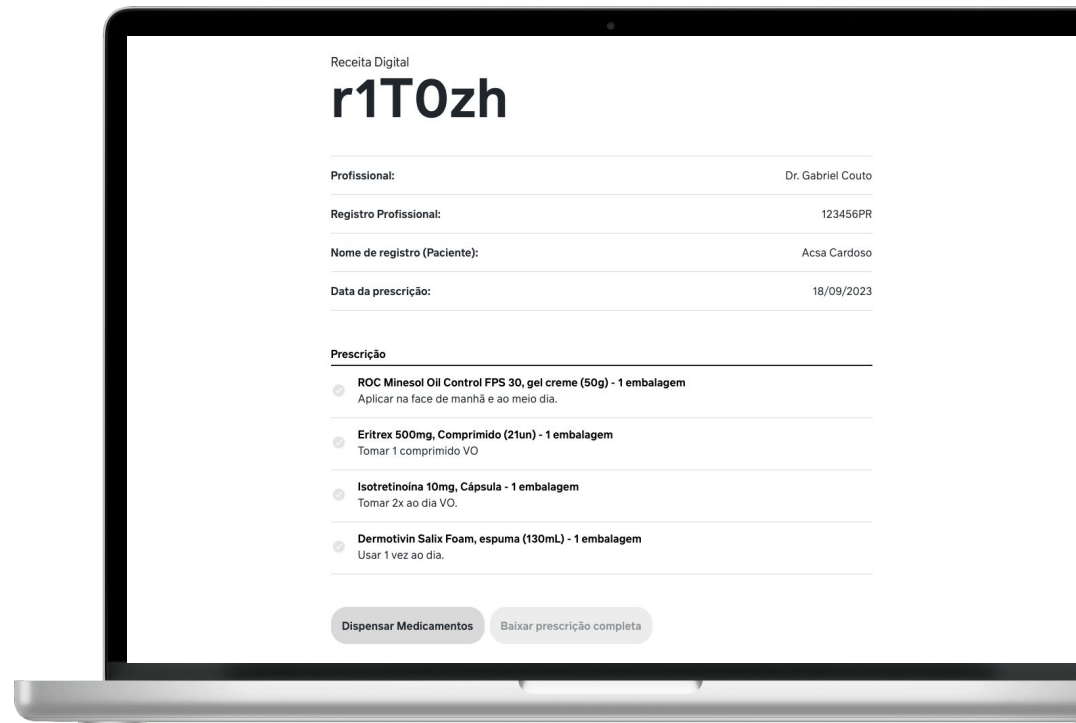 Receita Digital
r1T0zh
Profissional: Dr. Gabriel Couto
Registro Profissional: 123456PR
Nome de registro (Paciente): Acsa Cardoso
Data da prescrição: 18/09/2023
Prescrição
ROC Minesol Oil Control FPS 30, gel creme (50g) - 1 embalagem
Aplicar na face de manhã e ao meio dia.
Eritrex 500mg, Comprimido (21un) - 1 embalagem
Tomar 1 comprimido VO
Isotretinoína 10mg, Cápsula - 1 embalagem
Tomar 2x ao dia VO.
Dermotivin Salix Foam, espuma (130mL) - 1 embalagem
Usar 1 vez ao dia.
Dispensar Medicamentos Baixar prescrição completa